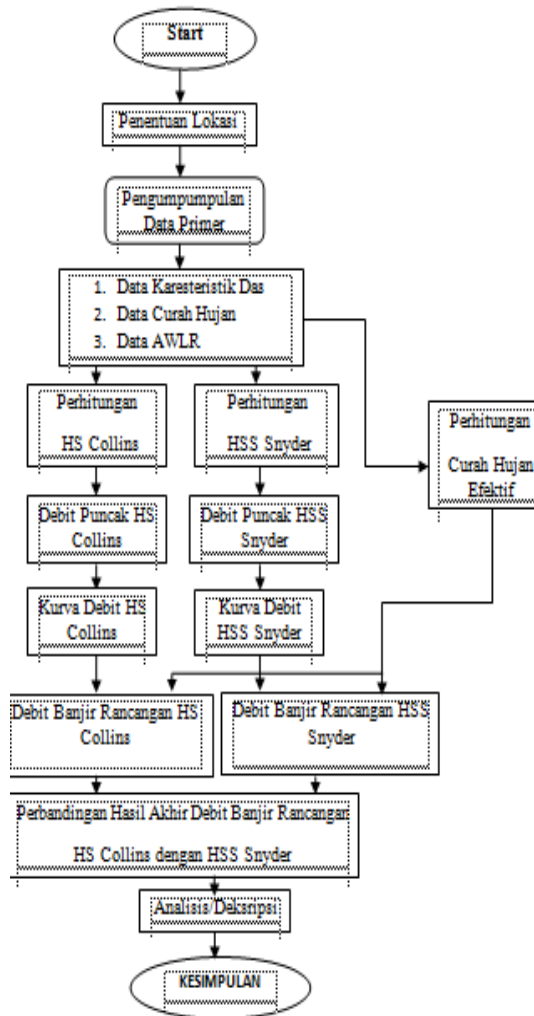 Start
Penentuan Lokasi
Pengumpumpulan
Data Primer
1. Data Karesteristik Das
2. Data Curah Hujan
3. Data AWLR
Perhitungan
HS Collins
Perhitungan
HSS Snyder
Perhitungan
Curah Hujan
Efektif
Debit Puncak HS
Collins
Debit Puncak HSS
Snyder
Kurva Debit HS
Collins
Kurva Debit
HSS Snyder
Debit Banjir Rancangan HS
Collins
Debit Banjir Rancangan HSS
Snyder
Perbandingan Hasil Akhir Debit Banjir Rancangan
HS Collins dengan HSS Snyder
Analisis/Deksripsi
KESIMPULAN